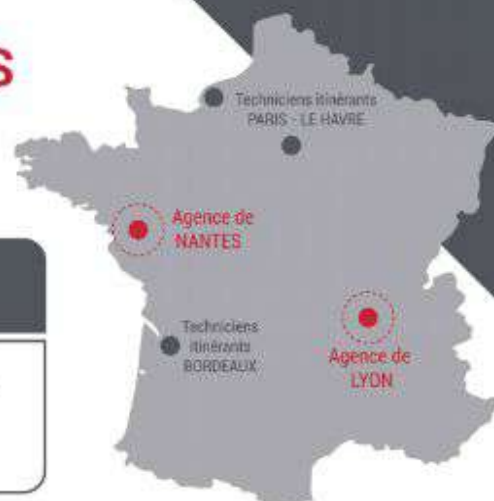 S
Techniciens itinérants
PARIS - LE HAVRE
Agence de
NANTES
Techniciens
itinérants
BORDEAUX
Agence de
LYON